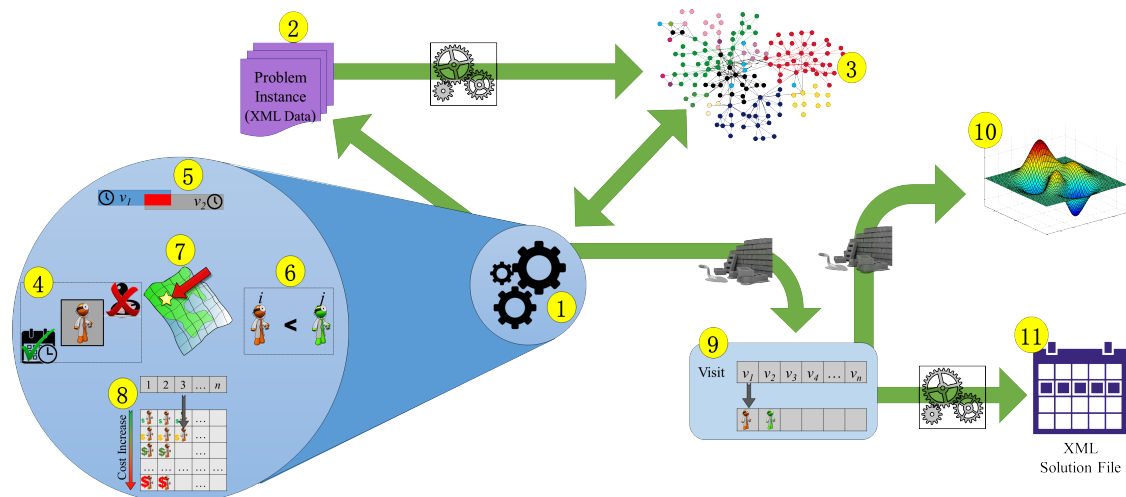 2
Problem
Instance
(XML Data)
3
10
5
v1
v2
7
4
6
i
j
<
1
8
1 2 3 … n
…
…
…
… … … … …
…
Cost Increase
9
Visit
v1 v2 v3 v4 … vn
11
XML
Solution File